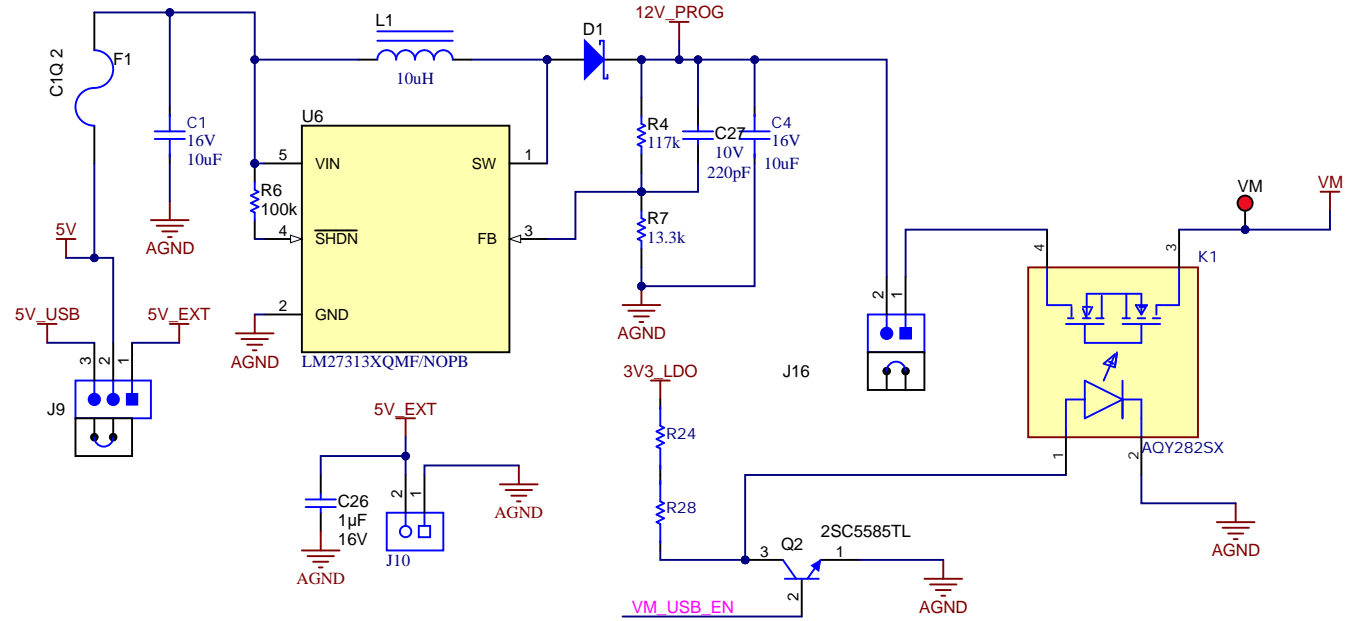 12V_PROG
C1Q 2
F1
L1
10uH
D1
C1
16V
10uF
U6
5
VIN
SW
1
R6
100k
4
SHDN
FB
3
2
GND
AGND
LM27313XQMF/NOPB
AGND
R4
117k
C27
10V
220pF
C4
16V
10uF
R7
13.3k
AGND
5V
5V_USB
5V_EXT
3
2
1
J9
5V_EXT
C26
1µF
16V
AGND
2
1
J10
AGND
2
1
J16
VM
VM
4
3
K1
AQY282SX
1
2
AGND
3V3_LDO
R24
R28
2SC5585TL
Q2
3
1
2
AGND
VM_USB_EN